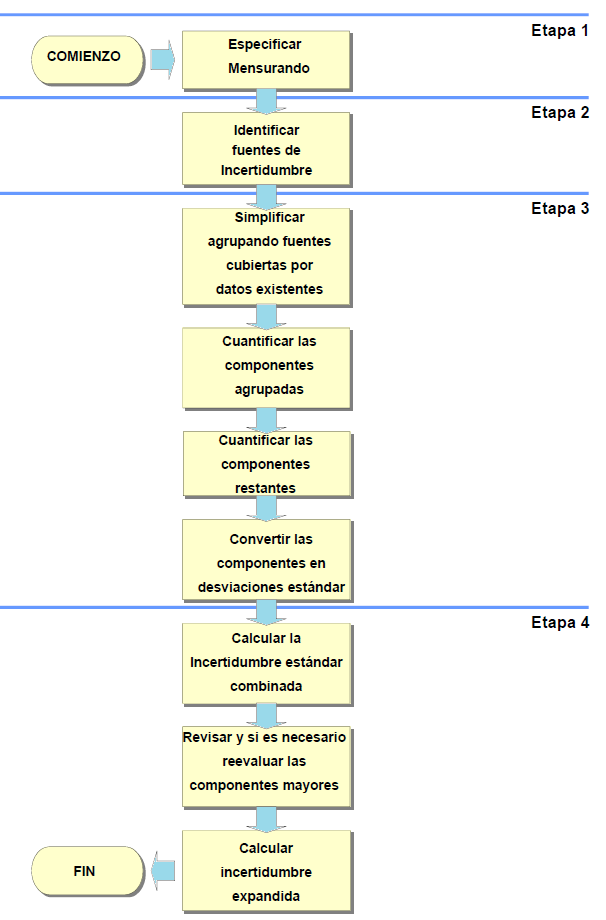 Etapa 1
COMIENZO
Especificar
Mensurando
Etapa 2
Identificar
fuentes de
Incertidumbre
Etapa 3
Simplificar
agrupando fuentes
cubiertas por
datos existentes
Cuantificar las
componentes
agrupadas
Cuantificar las
componentes
restantes
Convertir las
componentes en
desviaciones estándar
Etapa 4
Calcular la
Incertidumbre estándar
combinada
Revisar y si es necesario
reevaluar las
componentes mayores
Calcular
incertidumbre
expandida
FIN